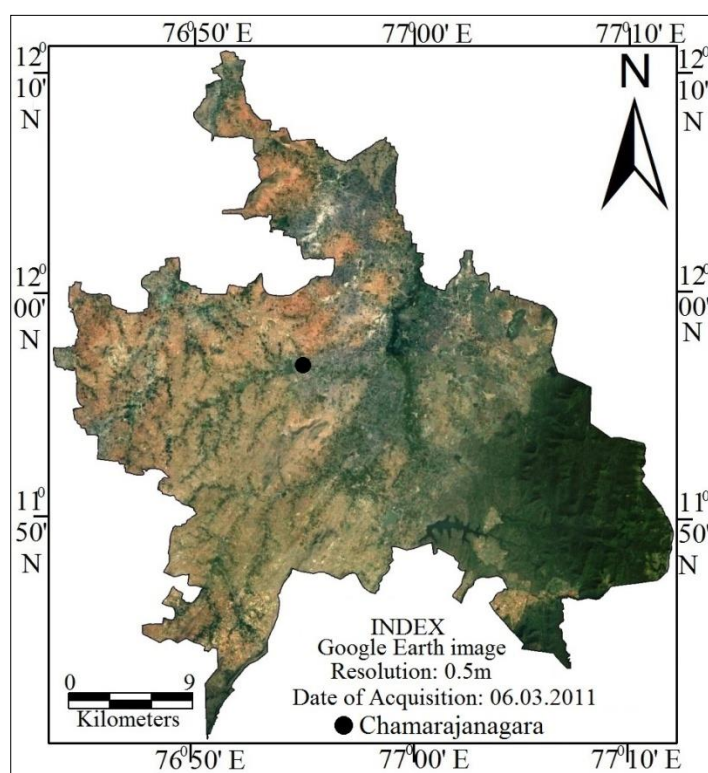 76°50' E 77°00' E 77°10' E
12°
10'
N
12°
10'
N
N
12°
00'
N
12°
00'
N
11°
50'
N
11°
50'
N
INDEX
Google Earth image
Resolution: 0.5m
Date of Acquisition: 06.03.2011
Chamarajanagara
0 9
Kilometers
76°50' E 77°00' E 77°10' E